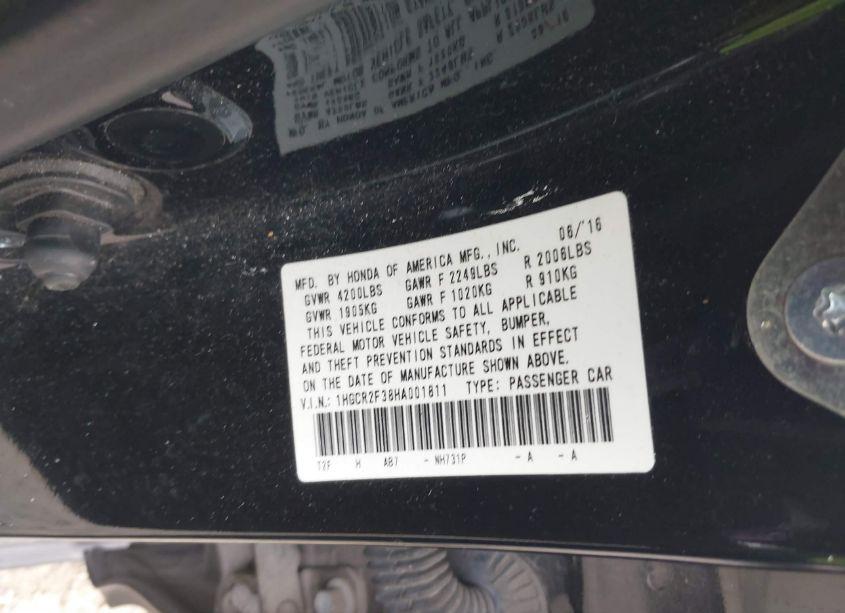 MFD. BY HONDA OF AMERICA MFG., INC. 06/'16
GVWR 4200LBS GAWR F 2249LBS R 2006LBS
GVWR 1905KG GAWR F 1020KG R 910KG
THIS VEHICLE CONFORMS TO ALL APPLICABLE
FEDERAL MOTOR VEHICLE SAFETY, BUMPER,
AND THEFT PREVENTION STANDARDS IN EFFECT
ON THE DATE OF MANUFACTURE SHOWN ABOVE.
V.I.N.: 1HGCR2F38HA001811 TYPE: PASSENGER CAR
T2F H AB7 - NH731P - A - A